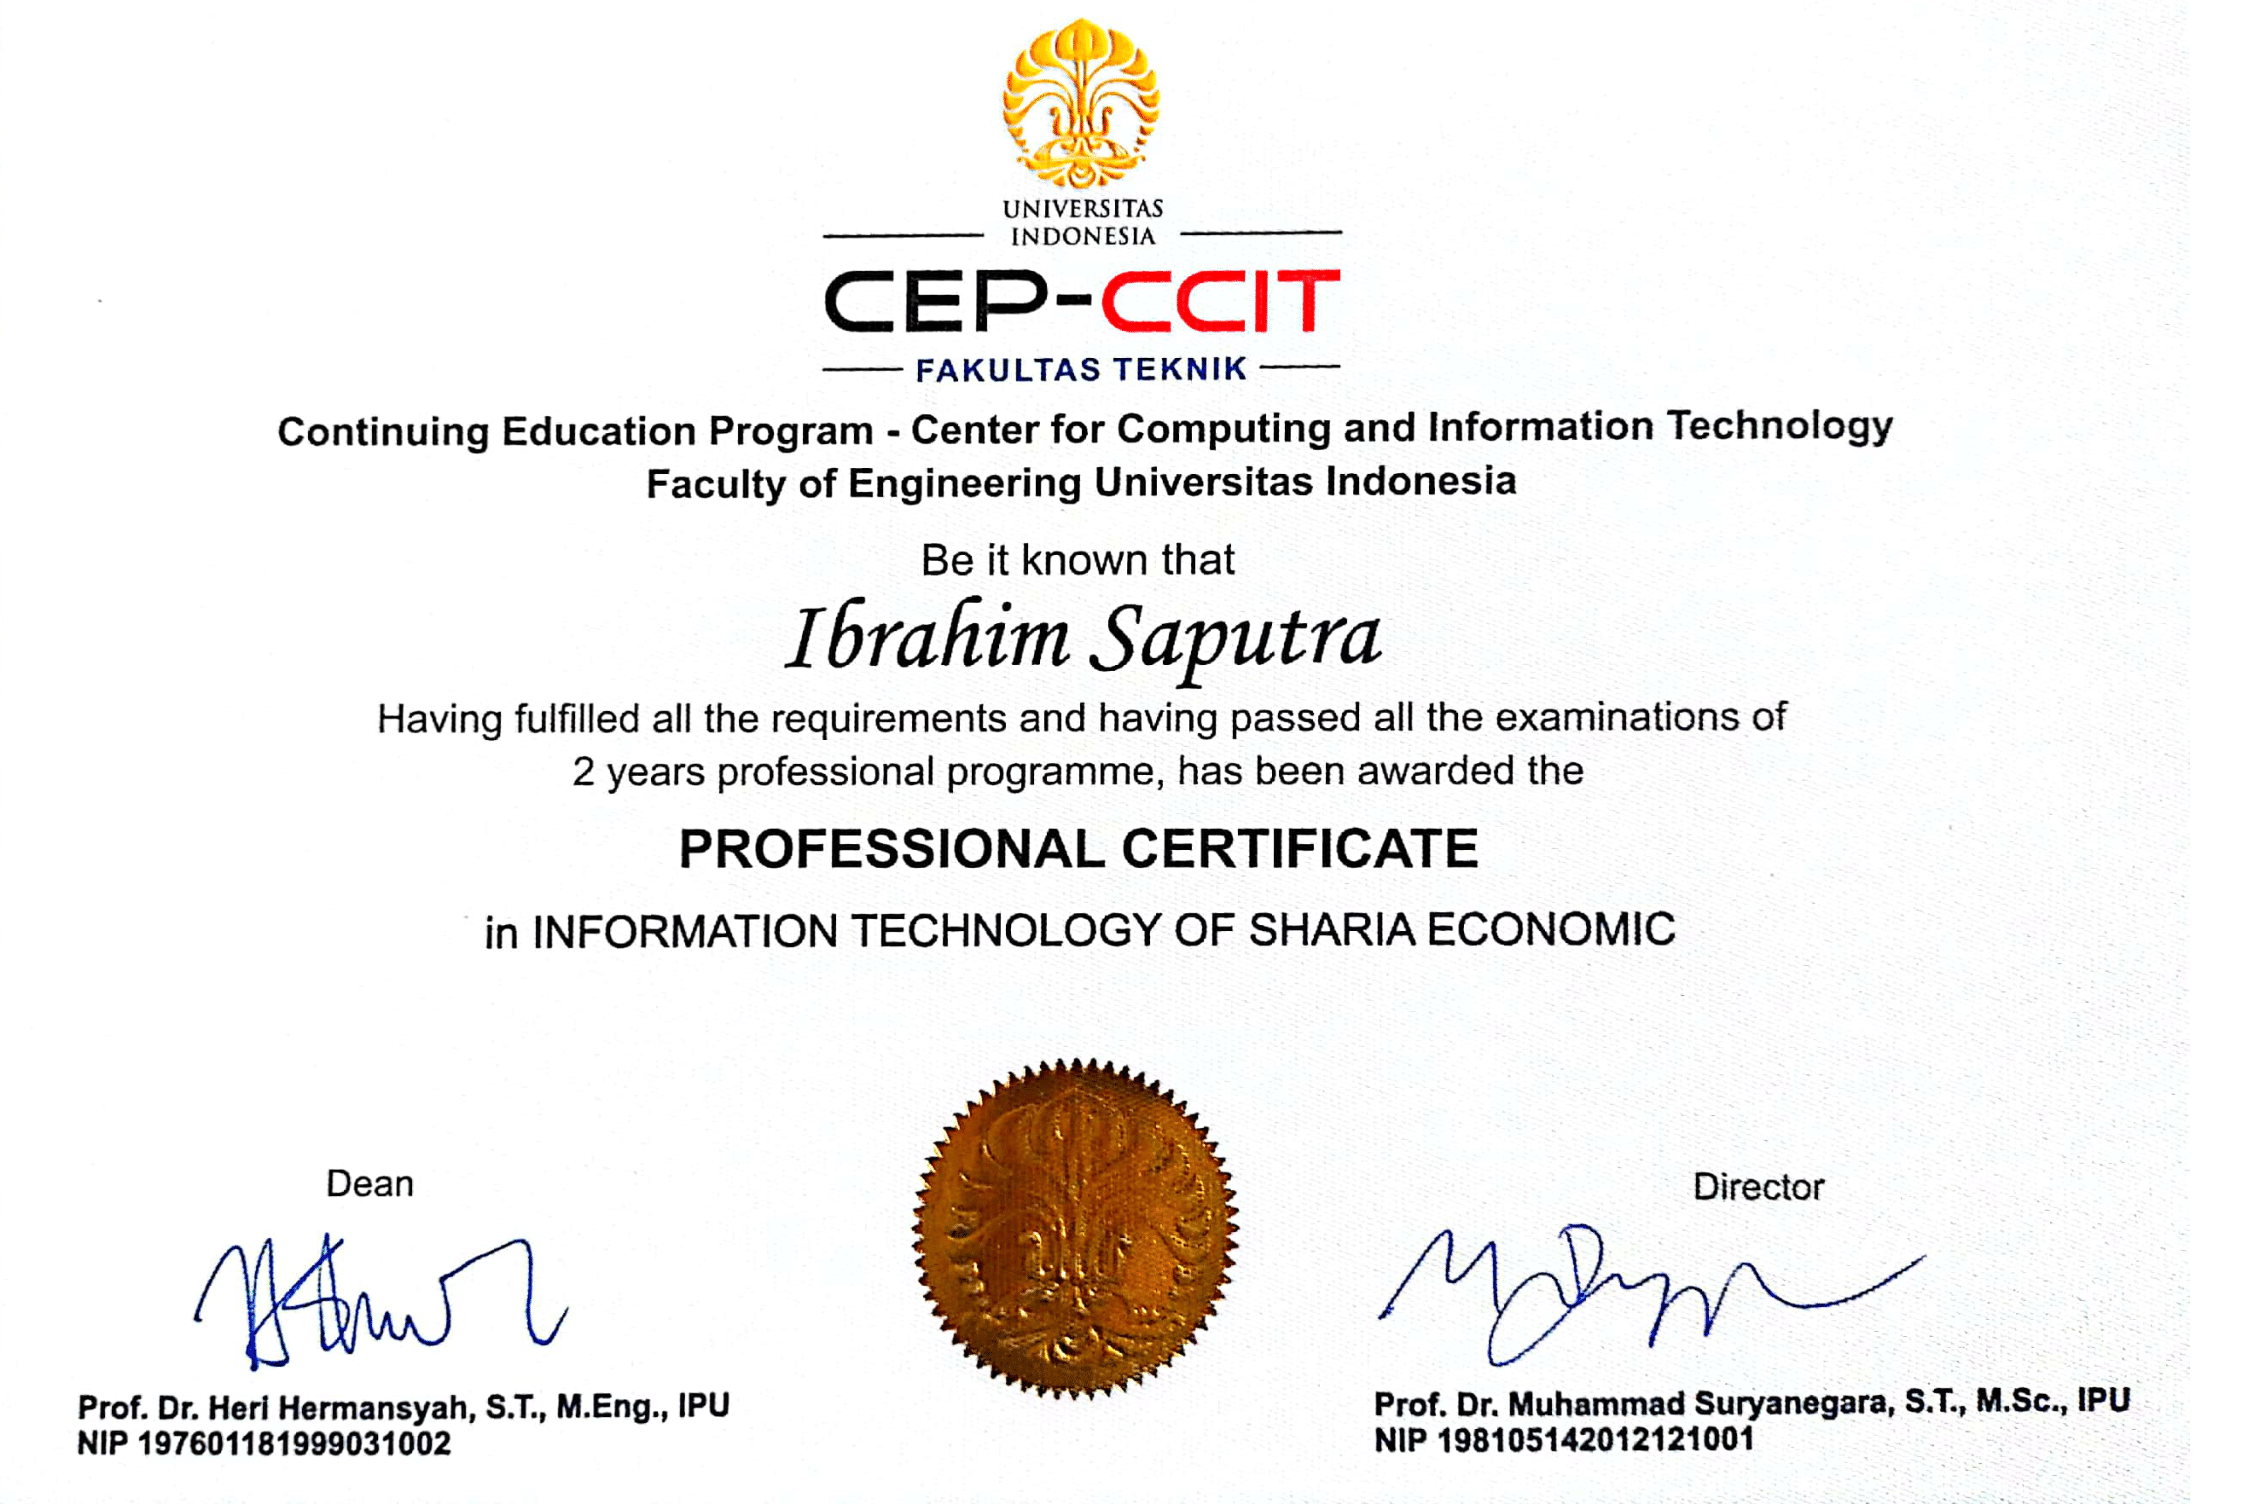 UNIVERSITAS
INDONESIA
CEP-CCIT
FAKULTAS TEKNIK
Continuing Education Program - Center for Computing and Information Technology
Faculty of Engineering Universitas Indonesia
Be it known that
Ibrahim Saputra
Having fulfilled all the requirements and having passed all the examinations of
2 years professional programme, has been awarded the
PROFESSIONAL CERTIFICATE
in INFORMATION TECHNOLOGY OF SHARIA ECONOMIC
Dean
Director
Prof. Dr. Heri Hermansyah, S.T., M.Eng., IPU
NIP 197601181999031002
Prof. Dr. Muhammad Suryanegara, S.T., M.Sc., IPU
NIP 198105142012121001